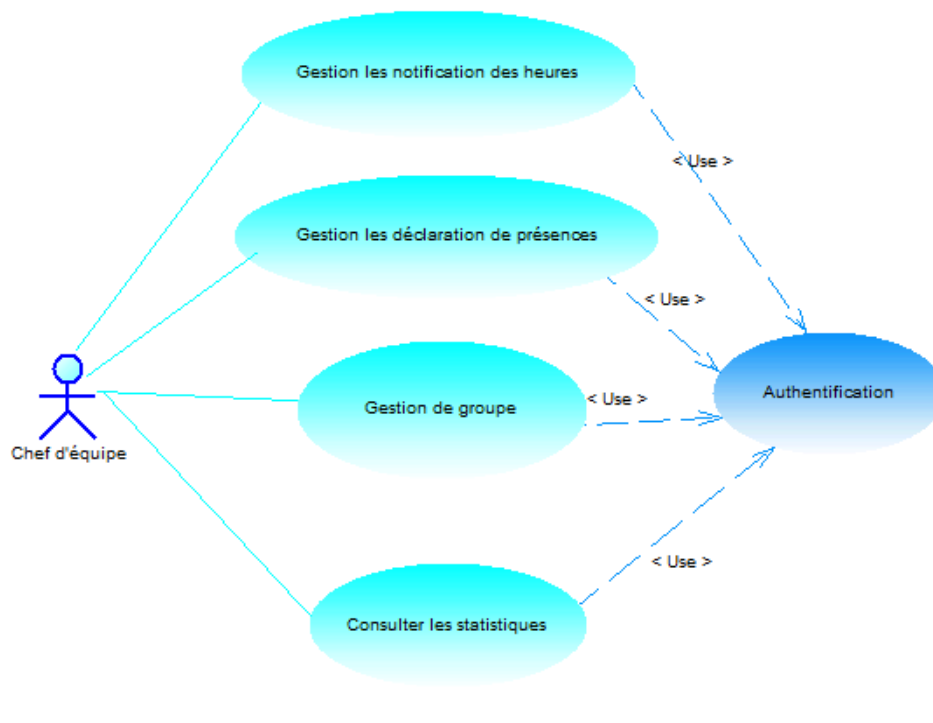 Gestion les notification des heures
< Use >
Gestion les déclaration de présences
< Use >
Authentification
Gestion de groupe
< Use >
Chef d'équipe
< Use >
Consulter les statistiques